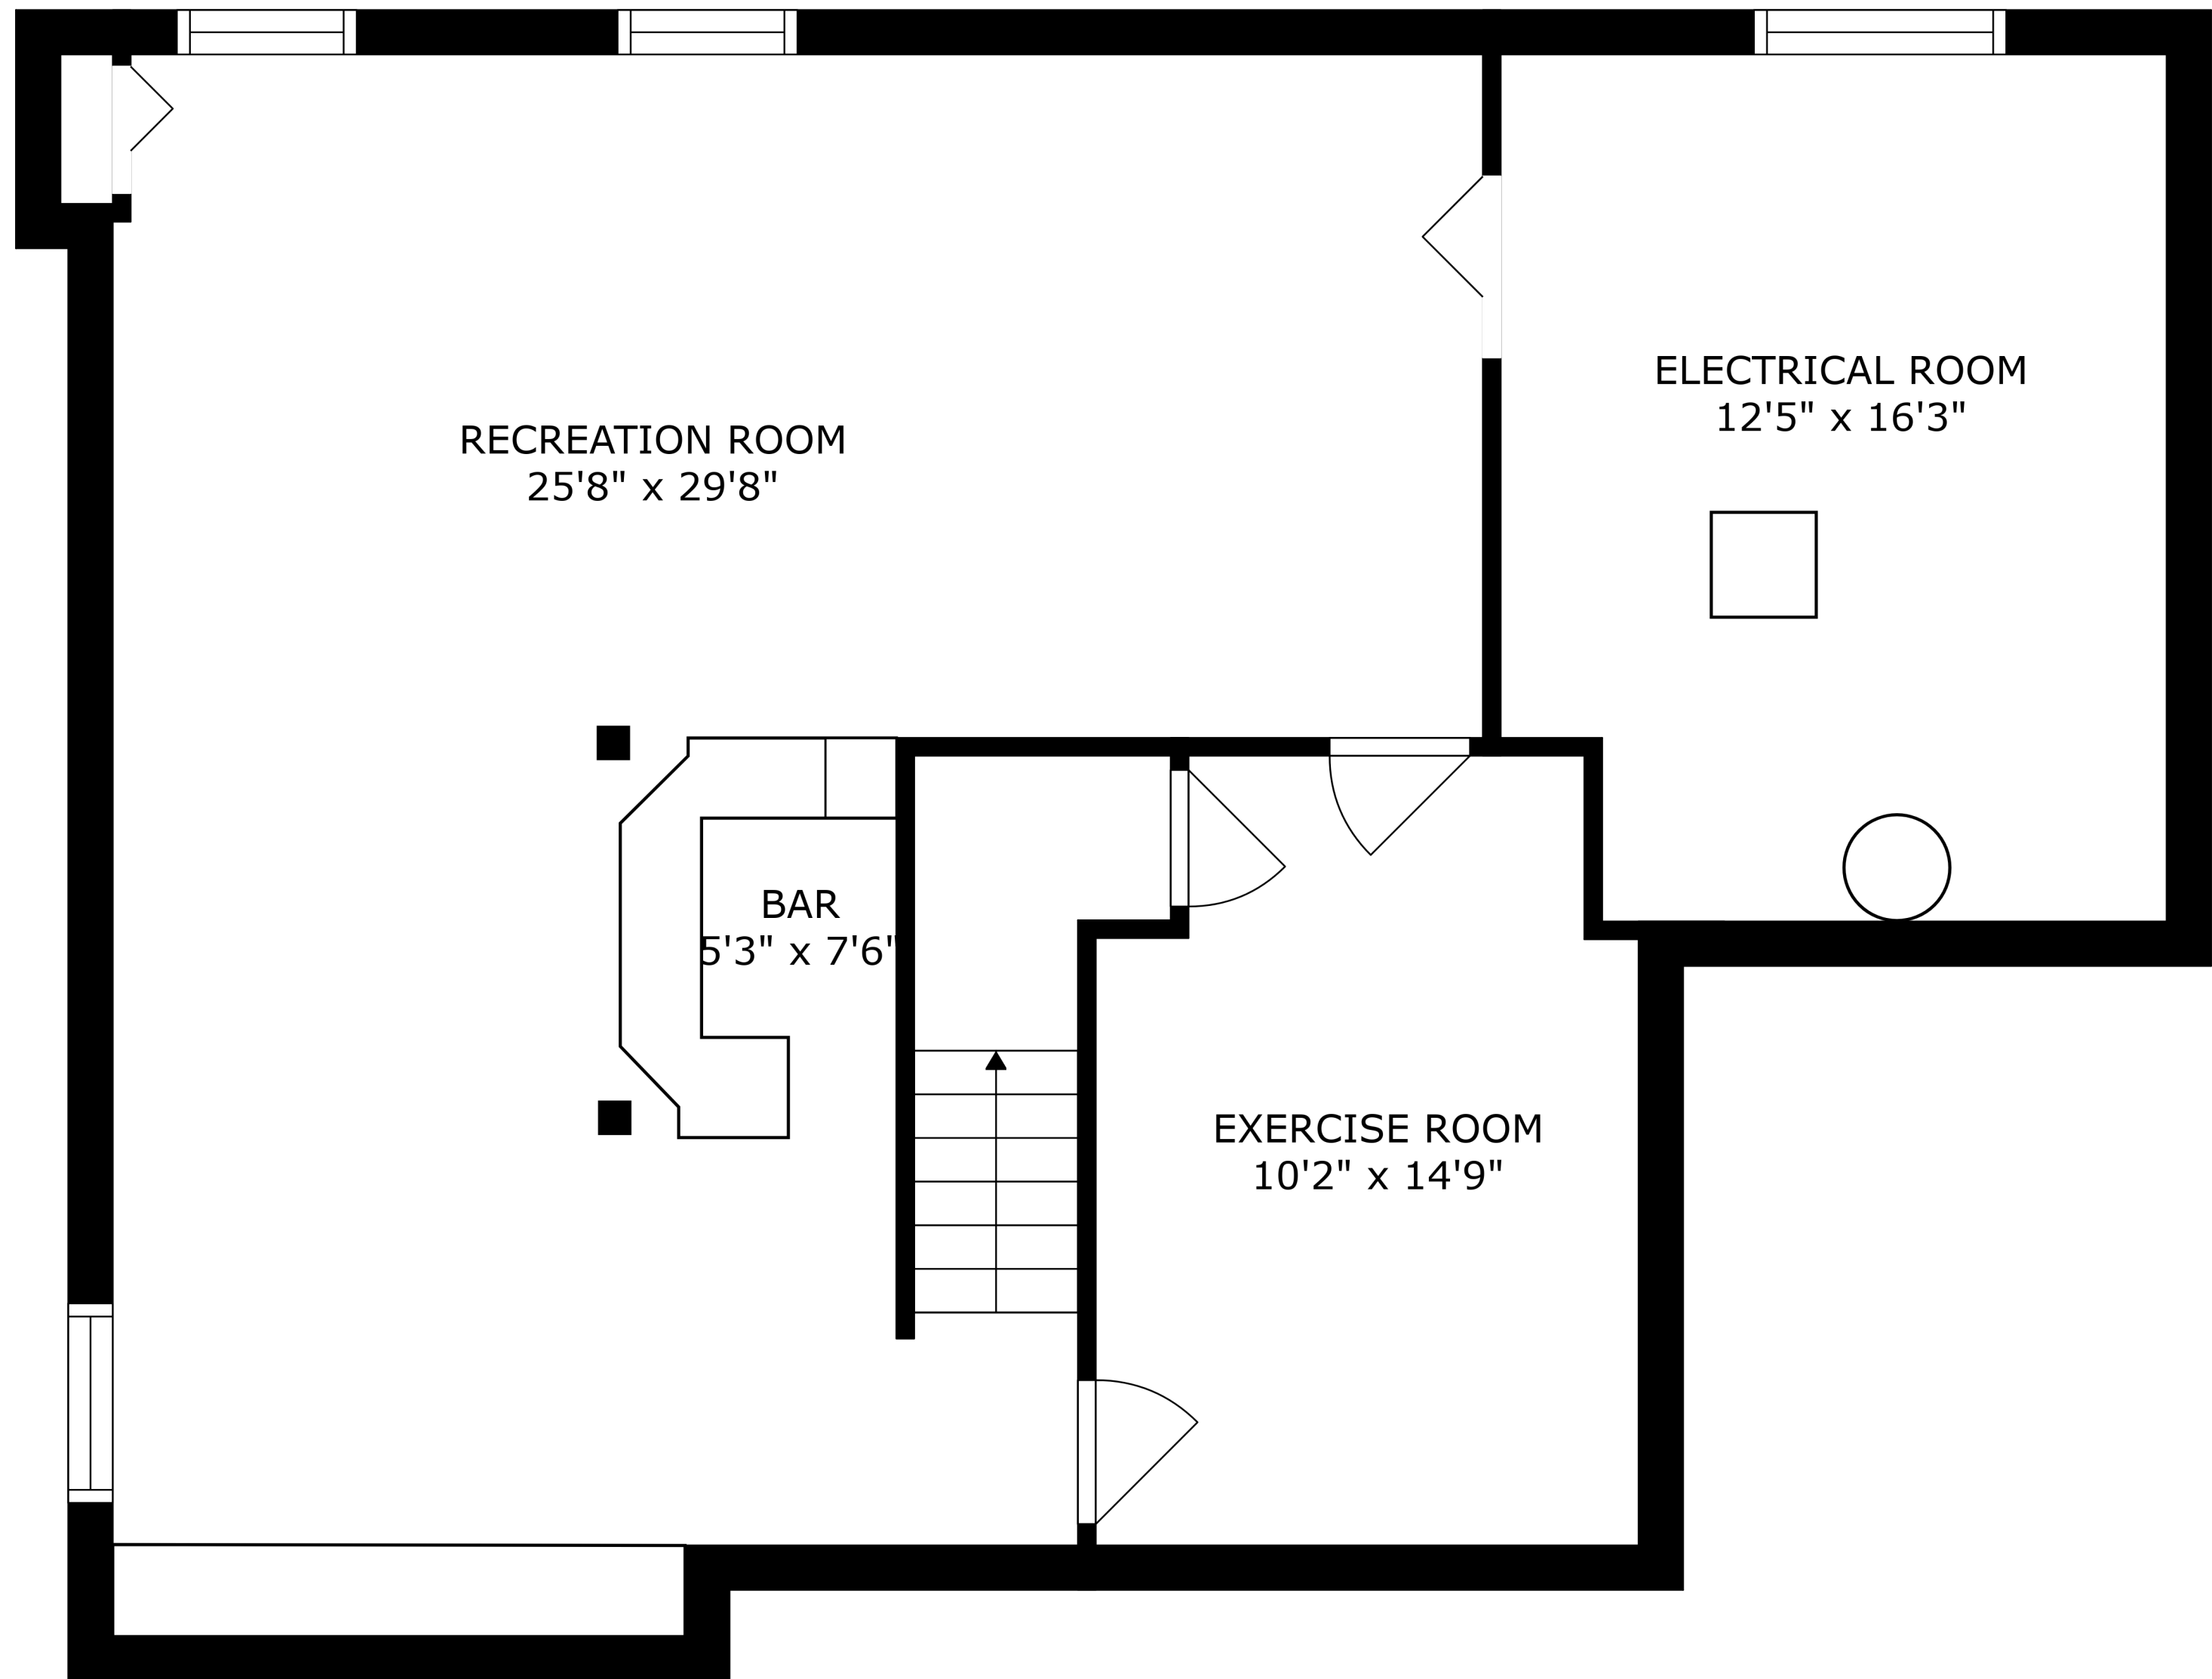 RECREATION ROOM
25'8" x 29'8"
ELECTRICAL ROOM
12'5" x 16'3"
BAR
5'3" x 7'6"
EXERCISE ROOM
10'2" x 14'9"